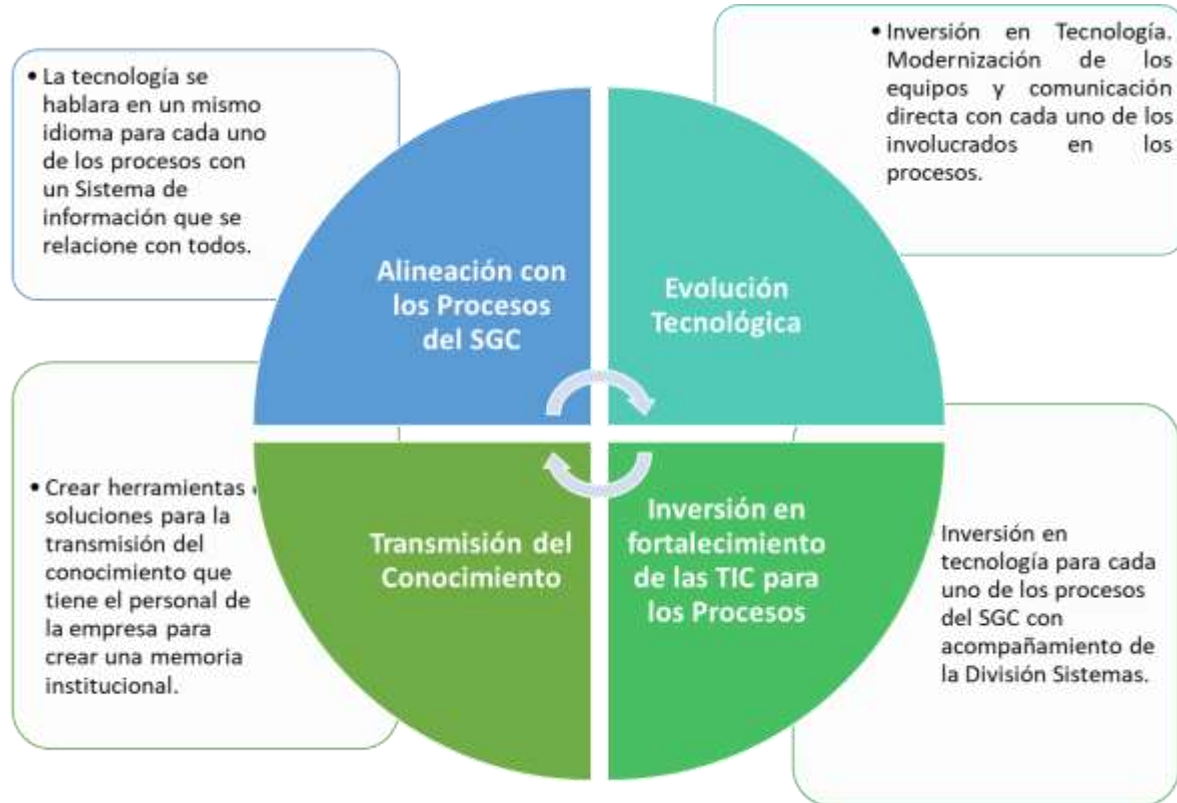 • La tecnología se
hablara en un mismo
idioma para cada uno
de los procesos con
un Sistema de
información que se
relacione con todos.
• Inversión en Tecnología.
Modernización de los
equipos y comunicación
directa con cada uno de los
involucrados en los
procesos.
Alineación con
los Procesos
del SGC
Evolución
Tecnológica
• Crear herramientas
soluciones para la
transmisión del
conocimiento que
tiene el personal de
la empresa para
crear una memoria
institucional.
Transmisión del
Conocimiento
Inversión en
fortalecimiento
de las TIC para
los Procesos
Inversión en
tecnología para cada
uno de los procesos
del SGC con
acompañamiento de
la División Sistemas.